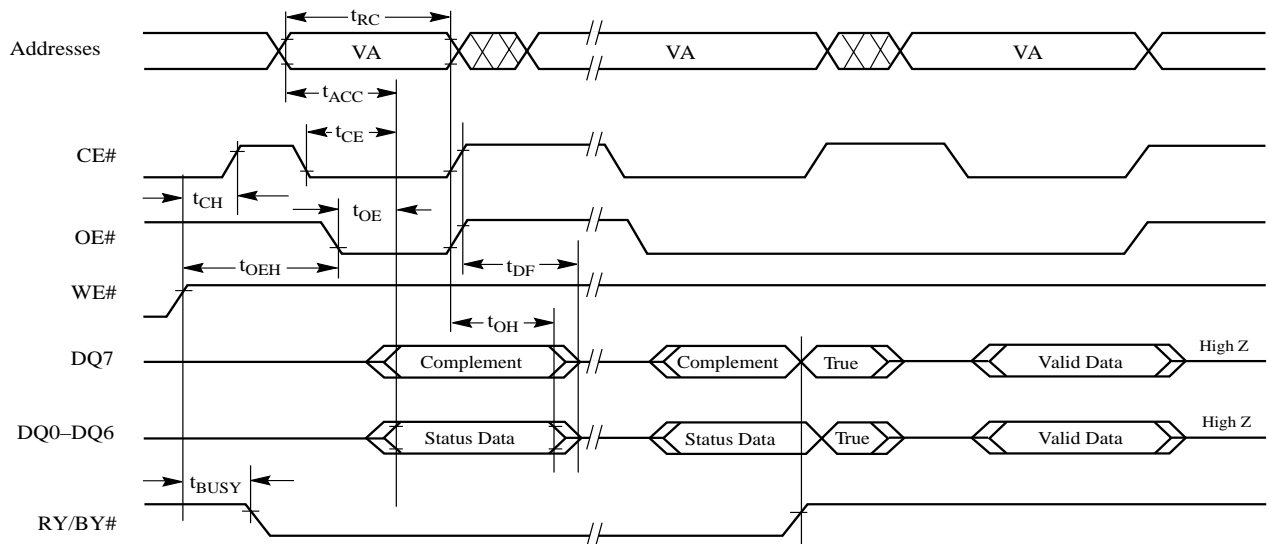 tRC
Addresses VA VA VA
tACC
tCE
CE#
tCH tOE
OE#
tOEH tDF
WE#
tOH
DQ7 Complement Complement True Valid Data High Z
DQ0–DQ6 Status Data Status Data True Valid Data High Z
tBUSY
RY/BY#